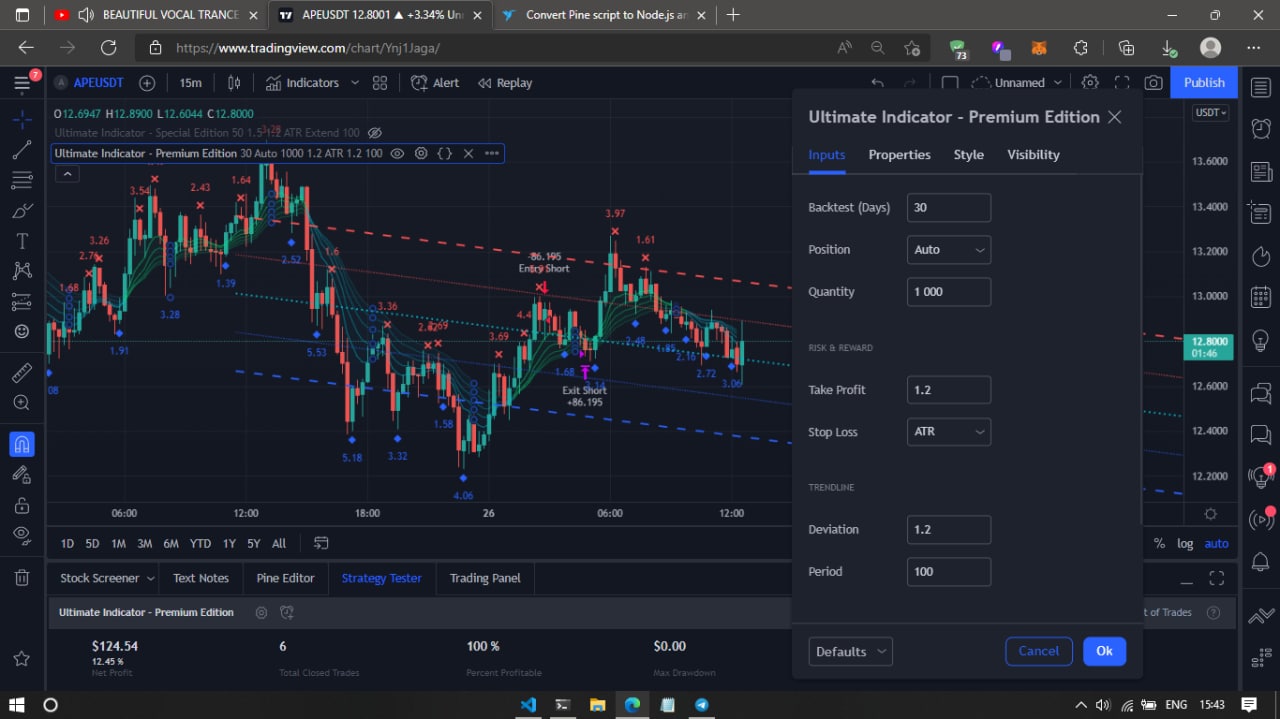 BEAUTIFUL VOCAL TRANCE
APEUSDT 12.8001 ▲ +3.34% Un
Convert Pine script to Node.js an
https://www.tradingview.com/chart/Ynj1Jaga/
73
7
A APEUSDT
15m
Indicators
Alert
Replay
Unnamed
Publish
O12.6947 H12.8900 L12.6044 C12.8000
Ultimate Indicator - Special Edition 50 1.5 1.2 ATR Extend 100
Ultimate Indicator - Premium Edition 30 Auto 1000 1.2 ATR 1.2 100
USDT
13.6000
13.4000
13.2000
13.0000
12.8000
01:46
12.6000
12.4000
12.2000
3.54
2.43
1.64
3.26
1.68
1.91
3.28
1.39
2.52
1.6
5.53
3.36
5.18
3.32
1.58
4.06
3.69
4.4
-86.195
Entry Short
1.68
Exit Short
+86.195
3.97
1.61
2.48
1.85
2.16
2.72
3.06
06:00
12:00
18:00
26
06:00
12:00
1D 5D 1M 3M 6M YTD 1Y 5Y All
% log auto
Stock Screener
Text Notes
Pine Editor
Strategy Tester
Trading Panel
Ultimate Indicator - Premium Edition
t of Trades
$124.54
12.45 %
Net Profit
6
Total Closed Trades
100 %
Percent Profitable
$0.00
Max Drawdown
Ultimate Indicator - Premium Edition
Inputs
Properties
Style
Visibility
Backtest (Days)
30
Position
Auto
Quantity
1 000
RISK & REWARD
Take Profit
1.2
Stop Loss
ATR
TRENDLINE
Deviation
1.2
Period
100
Defaults
Cancel
Ok
1
ENG
15:43